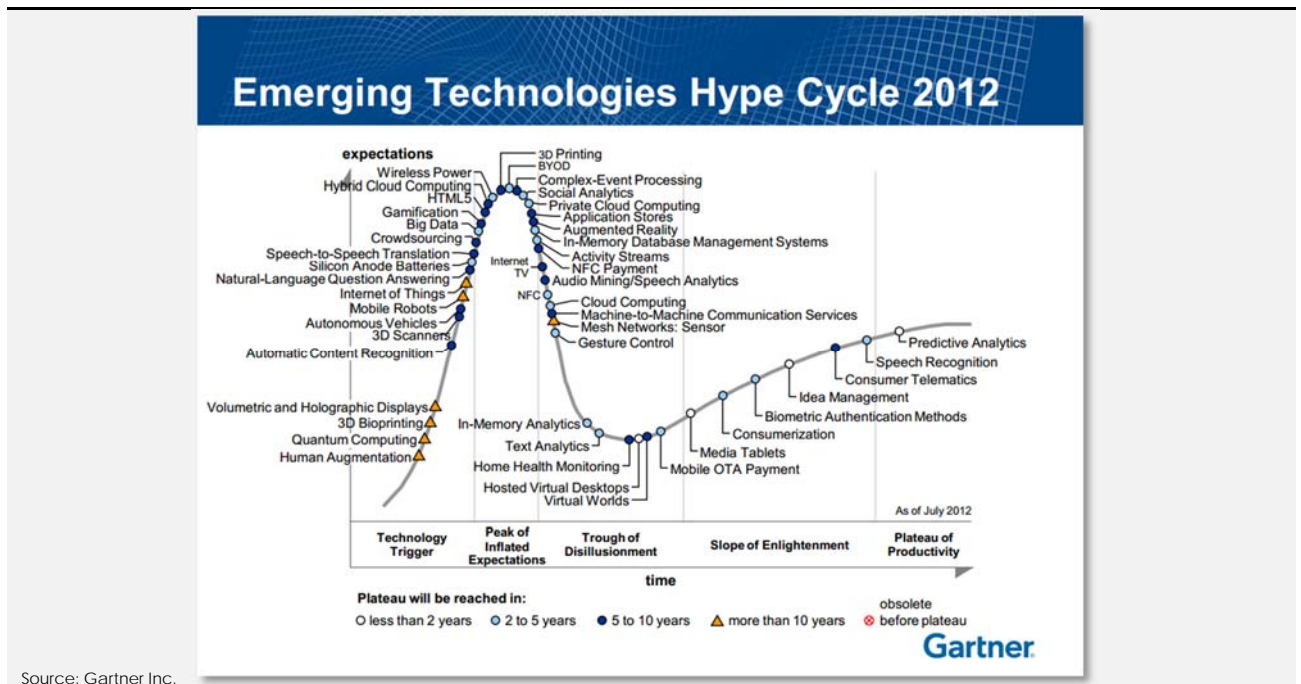 Emerging Technologies Hype Cycle 2012
expectations
3D Printing
BYOD
Wireless Power
Complex-Event Processing
Hybrid Cloud Computing
Social Analytics
HTML5
Private Cloud Computing
Gamification
Application Stores
Big Data
Augmented Reality
Crowdsourcing
In-Memory Database Management Systems
Speech-to-Speech Translation
Activity Streams
Silicon Anode Batteries
Internet
TV
NFC Payment
Natural-Language Question Answering
Audio Mining/Speech Analytics
Internet of Things
NFC
Cloud Computing
Mobile Robots
Machine-to-Machine Communication Services
Autonomous Vehicles
Mesh Networks: Sensor
3D Scanners
Gesture Control
Automatic Content Recognition
Predictive Analytics
Speech Recognition
Consumer Telematics
Idea Management
Volumetric and Holographic Displays
Biometric Authentication Methods
3D Bioprinting
In-Memory Analytics
Consumerization
Quantum Computing
Text Analytics
Media Tablets
Human Augmentation
Home Health Monitoring
Mobile OTA Payment
Hosted Virtual Desktops
Virtual Worlds
As of July 2012
Technology
Trigger
Peak of
Inflated
Expectations
Trough of
Disillusionment
Slope of Enlightenment
Plateau of
Productivity
time
Plateau will be reached in:
less than 2 years
2 to 5 years
5 to 10 years
more than 10 years
obsolete
before plateau
Gartner
Source: Gartner Inc.